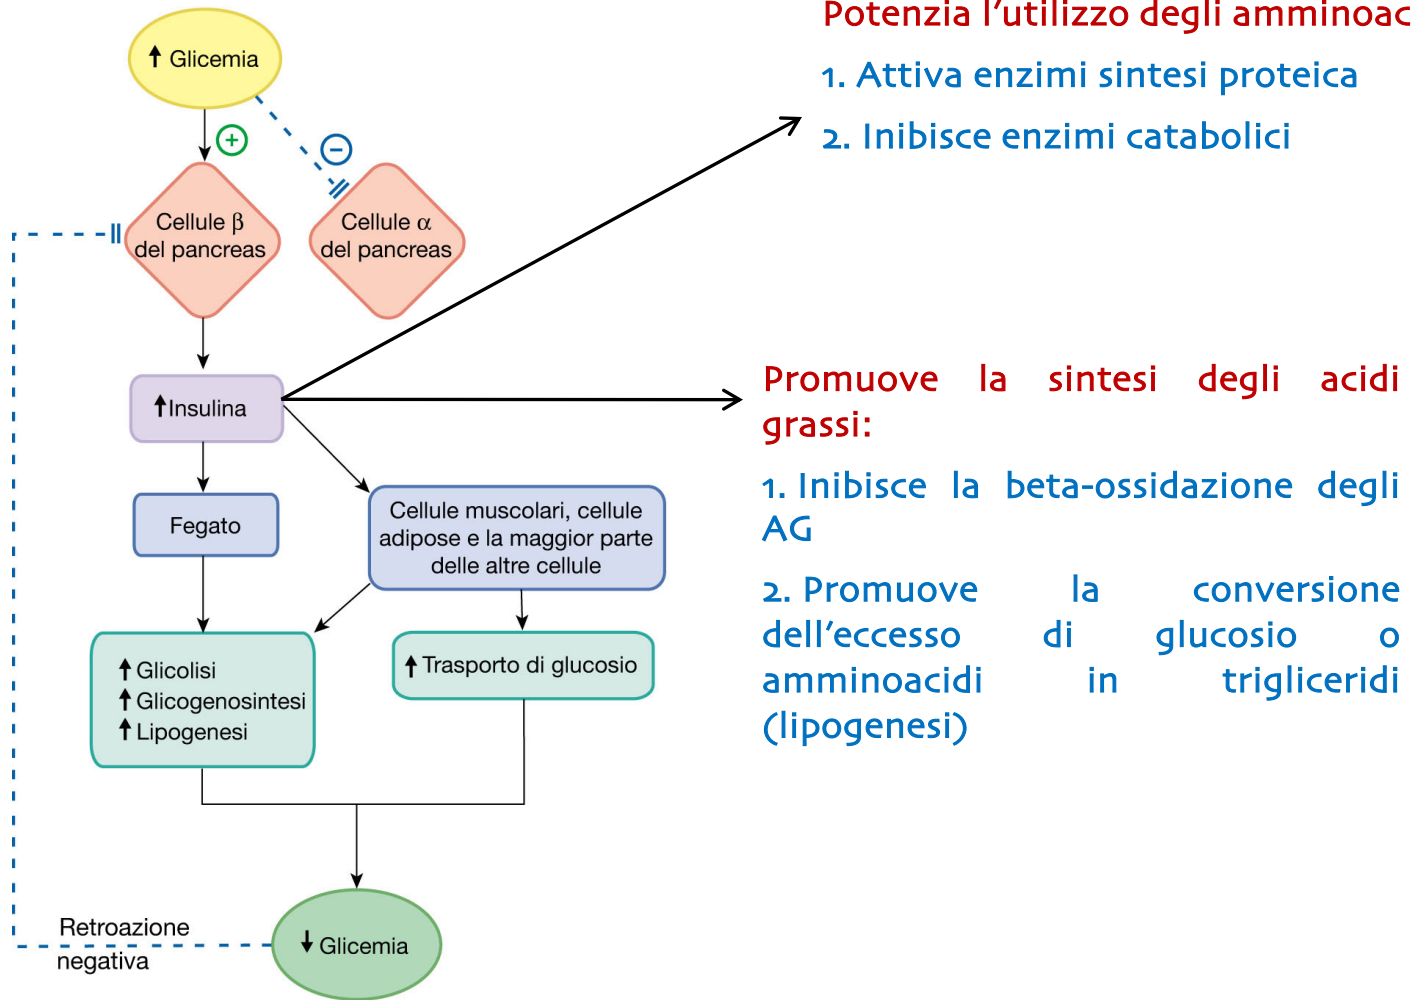 ↑ Glicemia
+
−
Cellule β
del pancreas
Cellule α
del pancreas
↑Insulina
Fegato
Cellule muscolari, cellule
adipose e la maggior parte
delle altre cellule
↑ Glicolisi
↑ Glicogenosintesi
↑ Lipogenesi
↑ Trasporto di glucosio
↓ Glicemia
Retroazione
negativa
Potenzia l'utilizzo degli amminoac
1. Attiva enzimi sintesi proteica
2. Inibisce enzimi catabolici
Promuove la sintesi degli acidi
grassi:
1. Inibisce la beta-ossidazione degli
AG
2. Promuove la conversione
dell'eccesso di glucosio o
amminoacidi in trigliceridi
(lipogenesi)